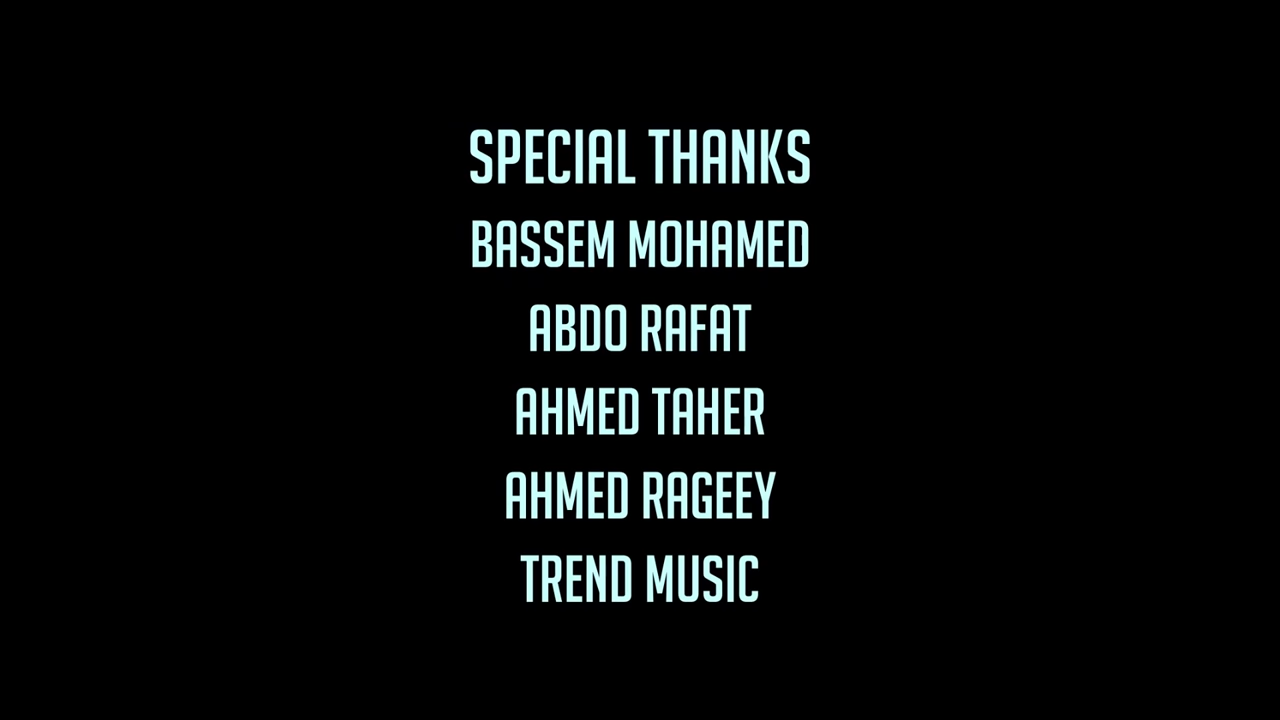 SPECIAL THANKS
BASSEM MOHAMED
ABDO RAFAT
AHMED TAHER
AHMED RAGEEY
TREND MUSIC